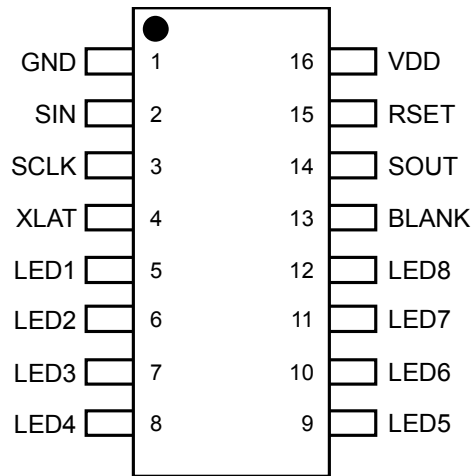 GND 1 16 VDD
SIN 2 15 RSET
SCLK 3 14 SOUT
XLAT 4 13 BLANK
LED1 5 12 LED8
LED2 6 11 LED7
LED3 7 10 LED6
LED4 8 9 LED5